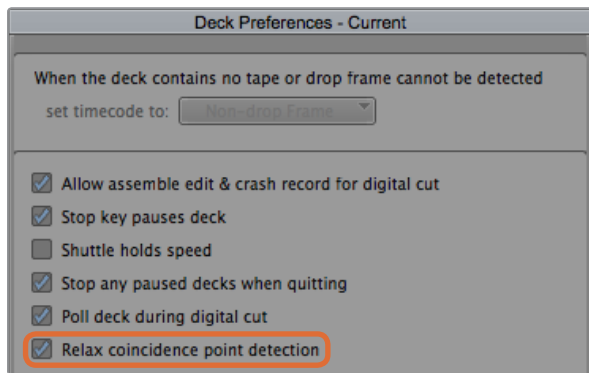 Deck Preferences - Current
When the deck contains no tape or drop frame cannot be detected
set timecode to: Non-drop Frame
Allow assemble edit & crash record for digital cut
Stop key pauses deck
Shuttle holds speed
Stop any paused decks when quitting
Poll deck during digital cut
Relax coincidence point detection